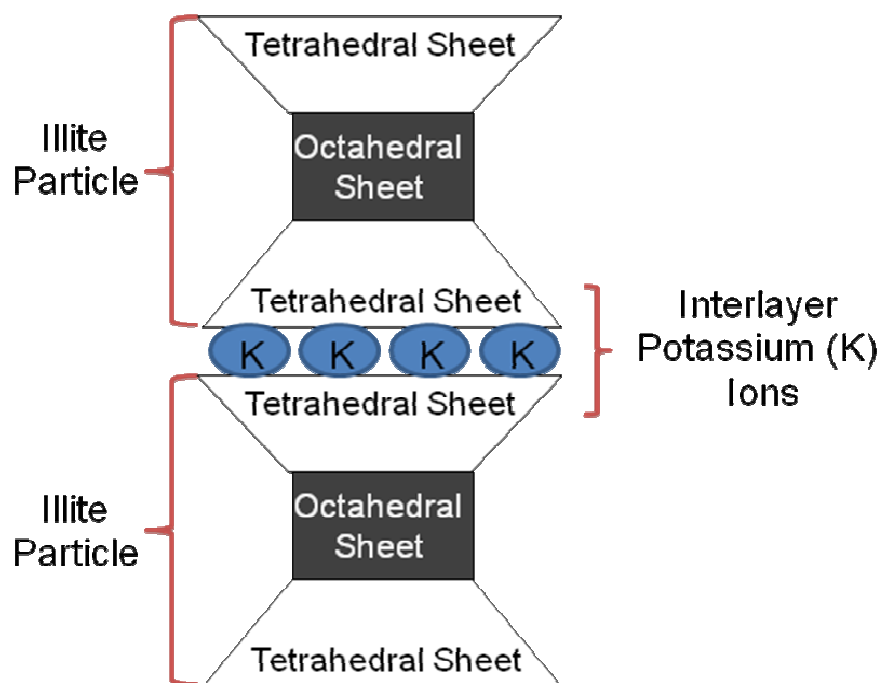 Tetrahedral Sheet
Illite
Particle
Octahedral
Sheet
Tetrahedral Sheet
K K K K
Interlayer
Potassium (K)
Ions
Tetrahedral Sheet
Illite
Particle
Octahedral
Sheet
Tetrahedral Sheet